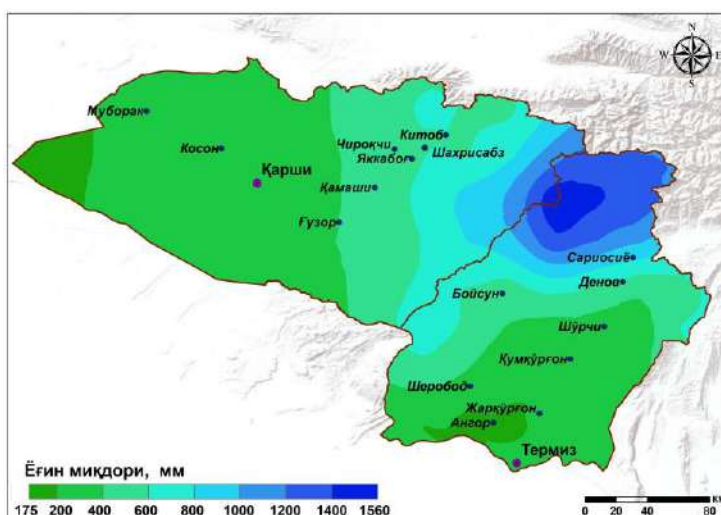 N
W E
S
Муборак
Китоб
Косон
Чироқчи
Шахрисабз
Яккабоғ
Қарши
Қамаши
Ғузор
Сариосиё
Денов
Бойсун
Шўрчи
Қумқўрғон
Шеробод
Жарқўрғон
Ангор
Термиз
Ёғин миқдори, мм
175 200 400 600 800 1000 1200 1400 1560
0 20 40 80